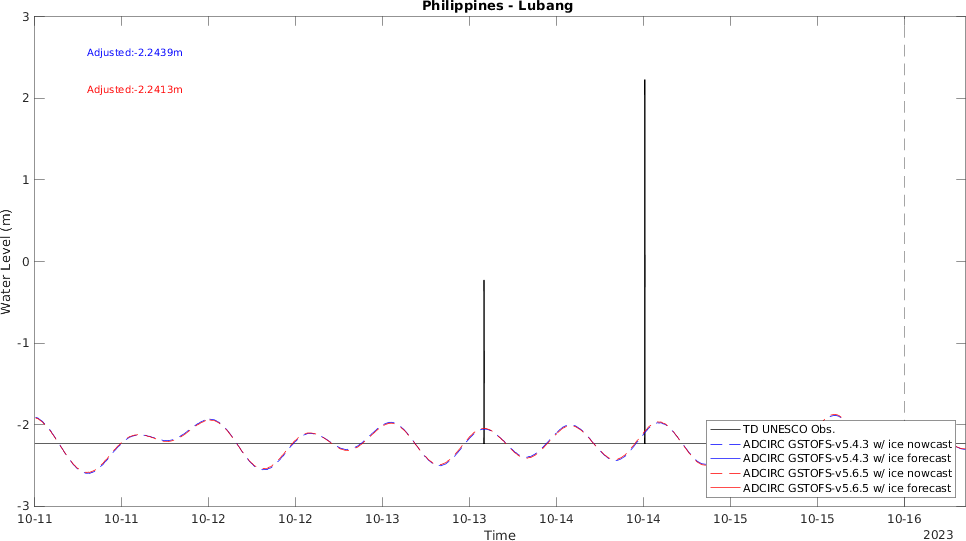 Philippines - Lubang
Adjusted:-2.2439m
Adjusted:-2.2413m
3
2
1
0
-1
-2
-3
Water Level (m)
TD UNESCO Obs.
ADCIRC GSTOFS-v5.4.3 w/ ice nowcast
ADCIRC GSTOFS-v5.4.3 w/ ice forecast
ADCIRC GSTOFS-v5.6.5 w/ ice nowcast
ADCIRC GSTOFS-v5.6.5 w/ ice forecast
10-11 10-11 10-12 10-12 10-13 10-13 10-14 10-14 10-15 10-15 10-16
Time
2023